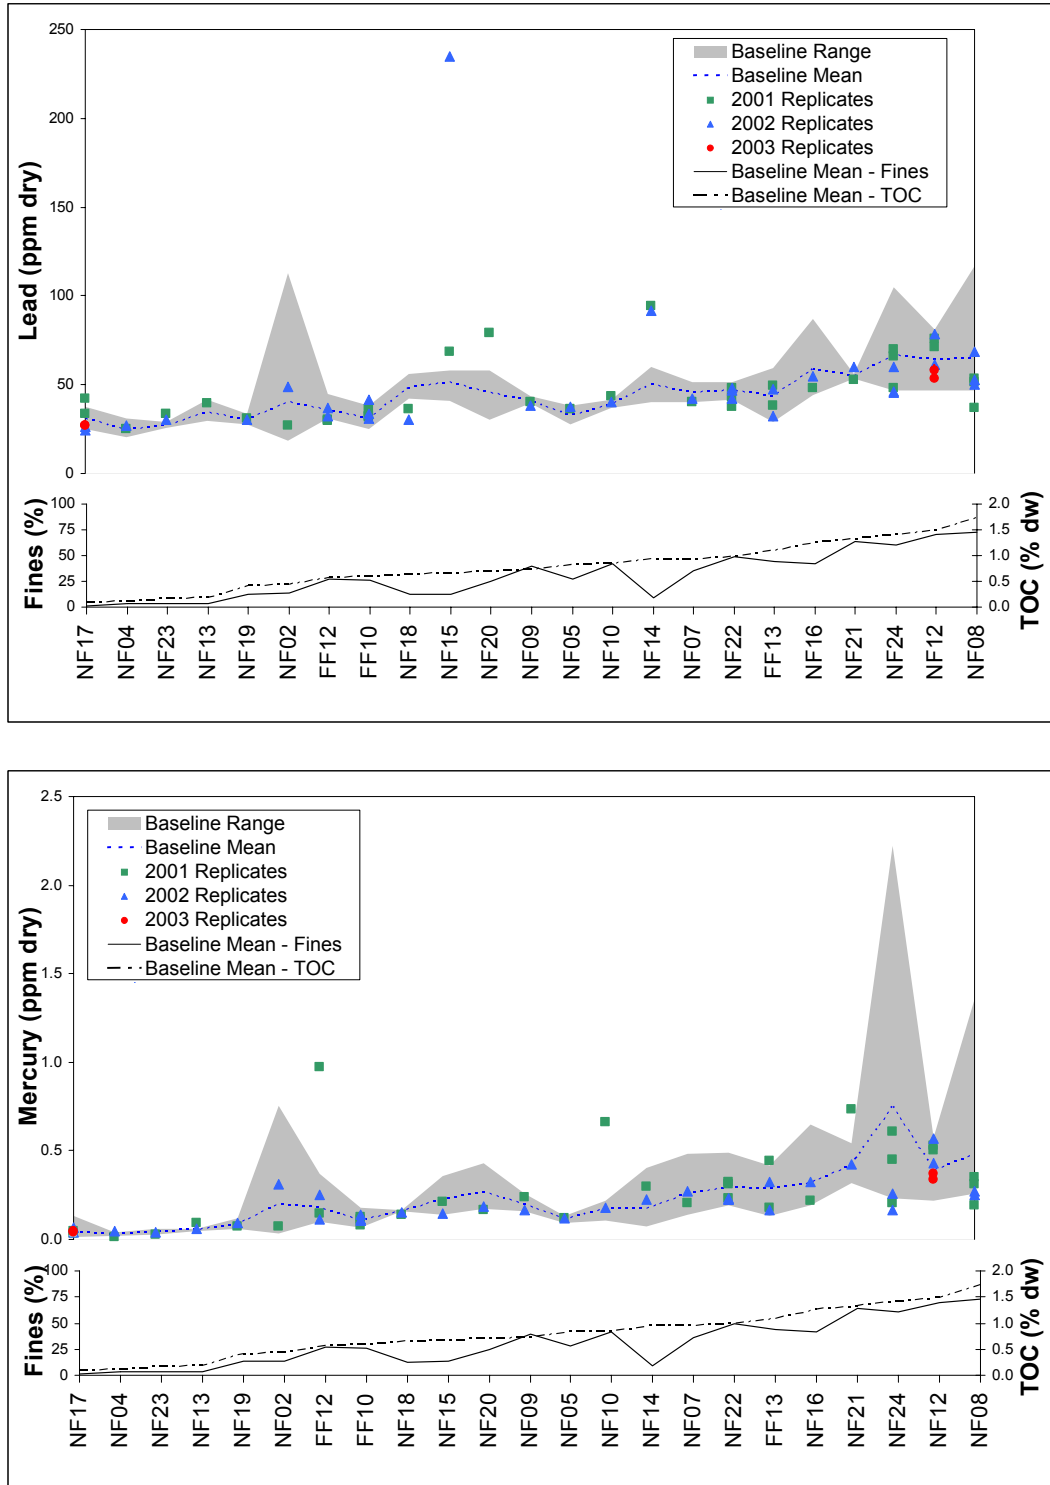 250
200
150
100
50
0
Lead (ppm dry)
Baseline Range
Baseline Mean
2001 Replicates
2002 Replicates
2003 Replicates
Baseline Mean - Fines
Baseline Mean - TOC
100
75
50
25
0
Fines (%)
2.0
1.5
1.0
0.5
0.0
TOC (% dw)
NF17
NF04
NF23
NF13
NF19
NF02
FF12
FF10
NF18
NF15
NF20
NF09
NF05
NF10
NF14
NF07
NF22
FF13
NF16
NF21
NF24
NF12
NF08
2.5
2.0
1.5
1.0
0.5
0.0
Mercury (ppm dry)
Baseline Range
Baseline Mean
2001 Replicates
2002 Replicates
2003 Replicates
Baseline Mean - Fines
Baseline Mean - TOC
100
75
50
25
0
Fines (%)
2.0
1.5
1.0
0.5
0.0
TOC (% dw)
NF17
NF04
NF23
NF13
NF19
NF02
FF12
FF10
NF18
NF15
NF20
NF09
NF05
NF10
NF14
NF07
NF22
FF13
NF16
NF21
NF24
NF12
NF08